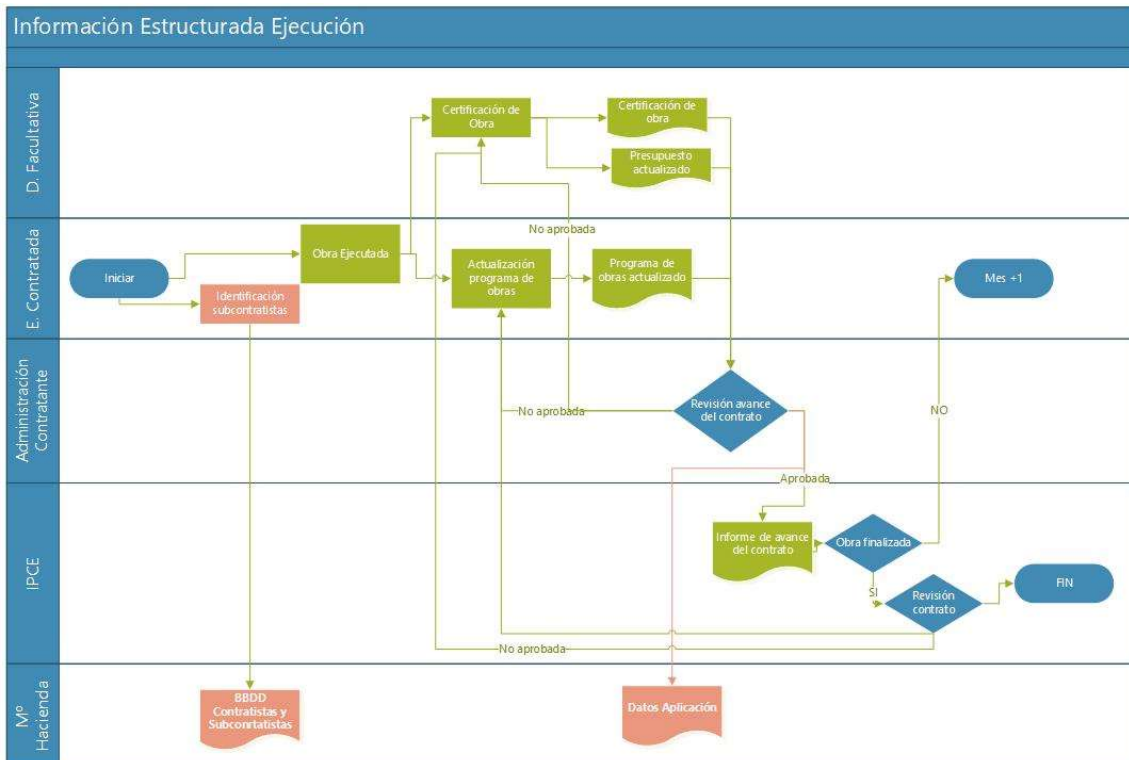 Información Estructurada Ejecución
D. Facultativa
Certificación de
Obra
Certificación de
obra
Presupuesto
actualizado
E. Contratada
Iniciar
Obra Ejecutada
Identificación
subcontratistas
No aprobada
Actualización
programa de
obras
Programa de
obras actualizado
Mes +1
Administración
Contratante
No aprobada
Revisión avance
del contrato
NO
Aprobada
IPCE
Informe de avance
del contrato
Obra finalizada
SI
Revisión
contrato
FIN
No aprobada
Mº
Hacienda
BBDD
Contratistas y
Subconrtatistas
Datos Aplicación